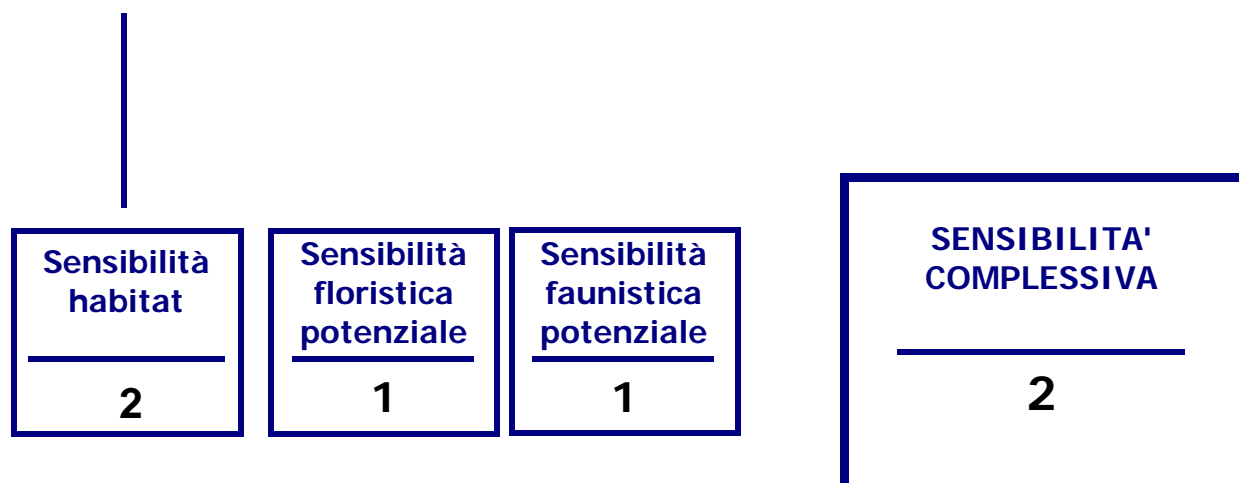 Sensibilità
habitat
2
Sensibilità
floristica
potenziale
1
Sensibilità
faunistica
potenziale
1
SENSIBILITA'
COMPLESSIVA
2